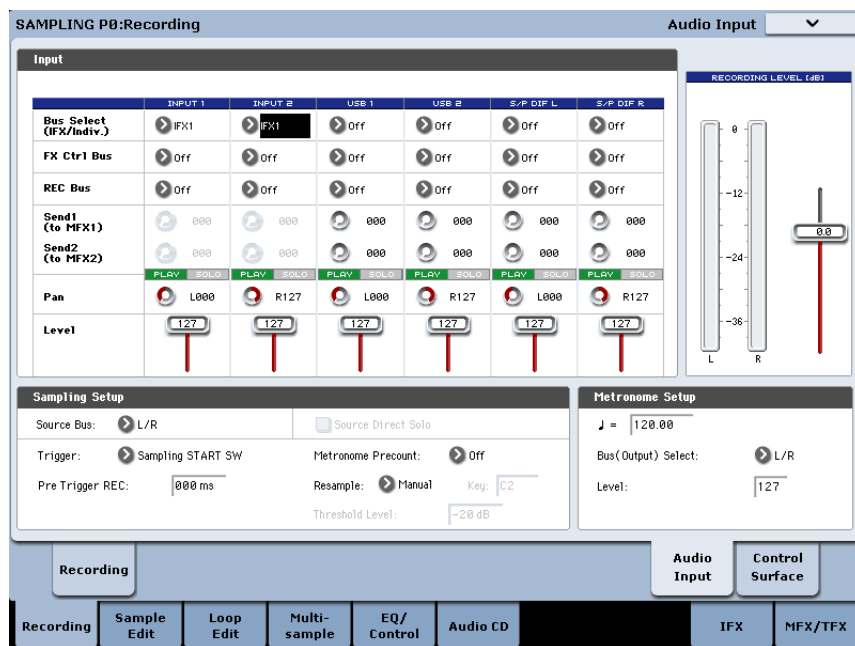 SAMPLING P0:Recording Audio Input
Input
RECORDING LEVEL [dB]
INPUT 1 INPUT 2 USB 1 USB 2 S/P DIF L S/P DIF R
Bus Select
(IFX/Indiv.) IFX1 IFX1 Off Off Off Off
FX Ctrl Bus Off Off Off Off Off Off
REC Bus Off Off Off Off Off Off
Send1
(to MFX1) 000 000 000 000 000 000
Send2
(to MFX2) 000 000 000 000 000 000
PLAY SOLO PLAY SOLO PLAY SOLO PLAY SOLO PLAY SOLO PLAY SOLO
Pan L000 R127 L000 R127 L000 R127
Level 127 127 127 127 127 127
0
-12
-24
-36
L R
0.0
Sampling Setup
Source Bus: L/R Source Direct Solo
Trigger: Sampling START SW Metronome Precount: Off
Pre Trigger REC: 000 ms Resample: Manual Key: C2
Threshold Level: -20 dB
Metronome Setup
♩ = 120.00
Bus(Output) Select: L/R
Level: 127
Recording
Audio
Input
Control
Surface
Recording
Sample
Edit
Loop
Edit
Multi-
sample
EQ/
Control
Audio CD
IFX
MFX/TFX